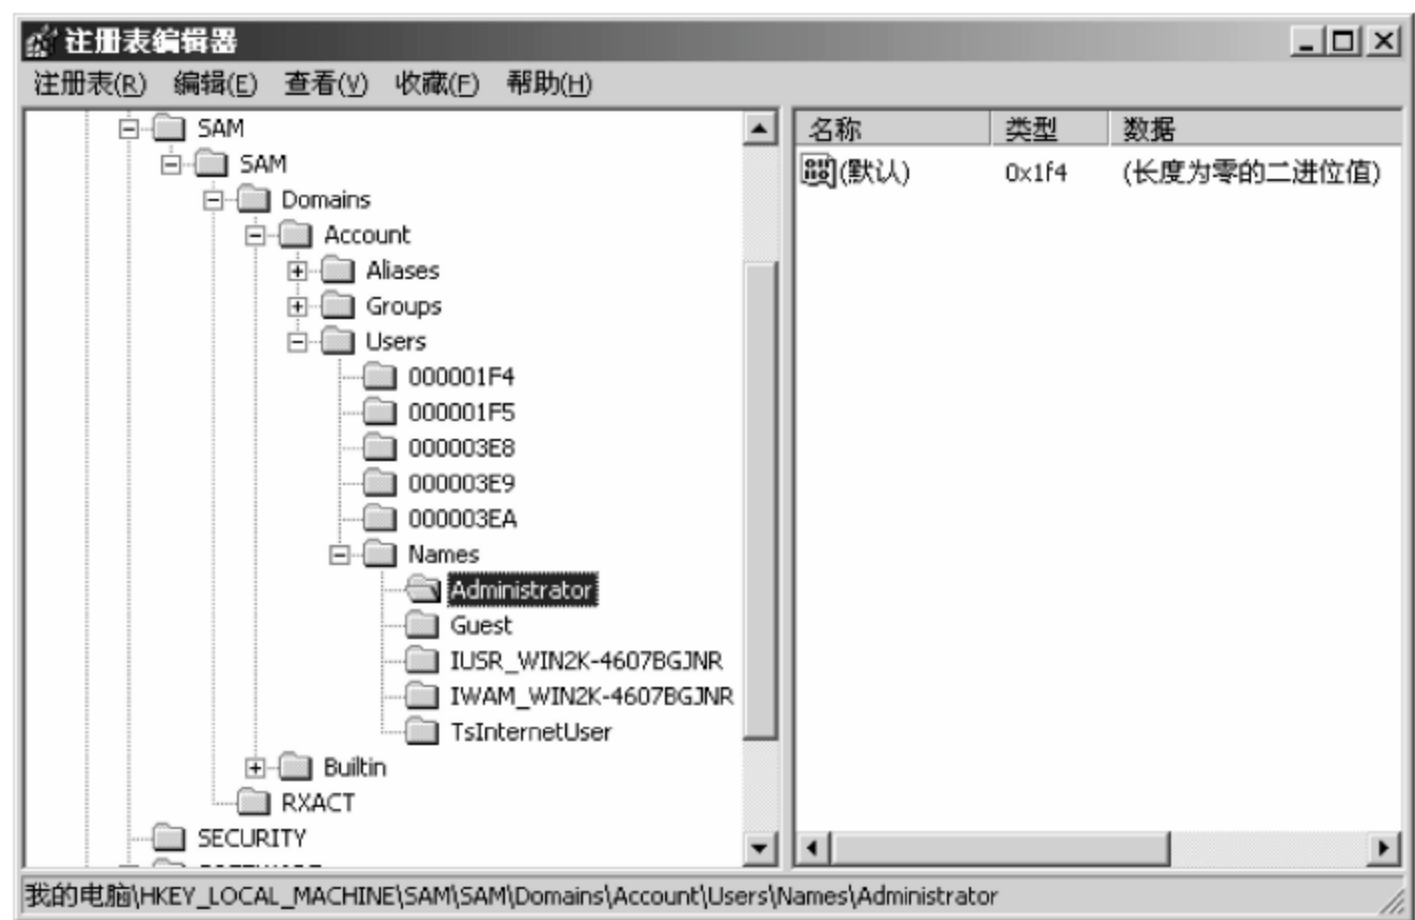 注册表编辑器
注册表(R) 编辑(E) 查看(V) 收藏(F) 帮助(H)
SAM
SAM
Domains
Account
Aliases
Groups
Users
000001F4
000001F5
000003E8
000003E9
000003EA
Names
Administrator
Guest
IUSR_WIN2K-4607BGJNR
IWAM_WIN2K-4607BGJNR
TsInternetUser
Builtin
RXACT
SECURITY
名称 类型 数据
(默认) 0x1f4 (长度为零的二进位值)
我的电脑\HKEY_LOCAL_MACHINE\SAM\SAM\Domains\Account\Users\Names\Administrator